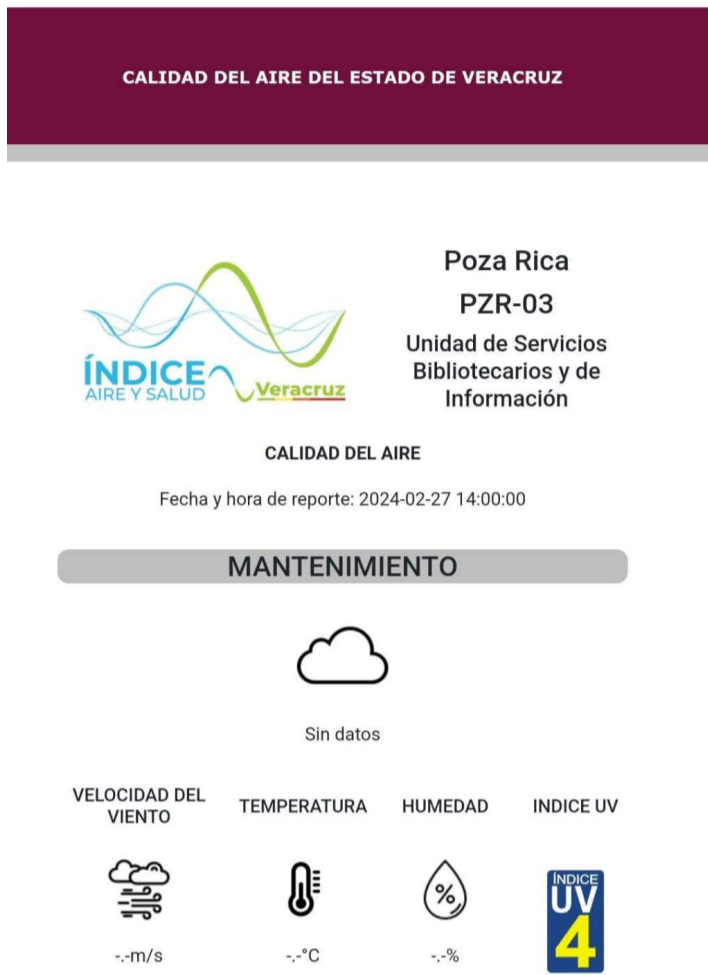 CALIDAD DEL AIRE DEL ESTADO DE VERACRUZ
ÍNDICE
AIRE Y SALUD
Veracruz
Poza Rica
PZR-03
Unidad de Servicios
Bibliotecarios y de
Información
CALIDAD DEL AIRE
Fecha y hora de reporte: 2024-02-27 14:00:00
MANTENIMIENTO
Sin datos
VELOCIDAD DEL
VIENTO
TEMPERATURA
HUMEDAD
INDICE UV
%
ÍNDICE
UV
4
-.-m/s
-.-°C
-.-%